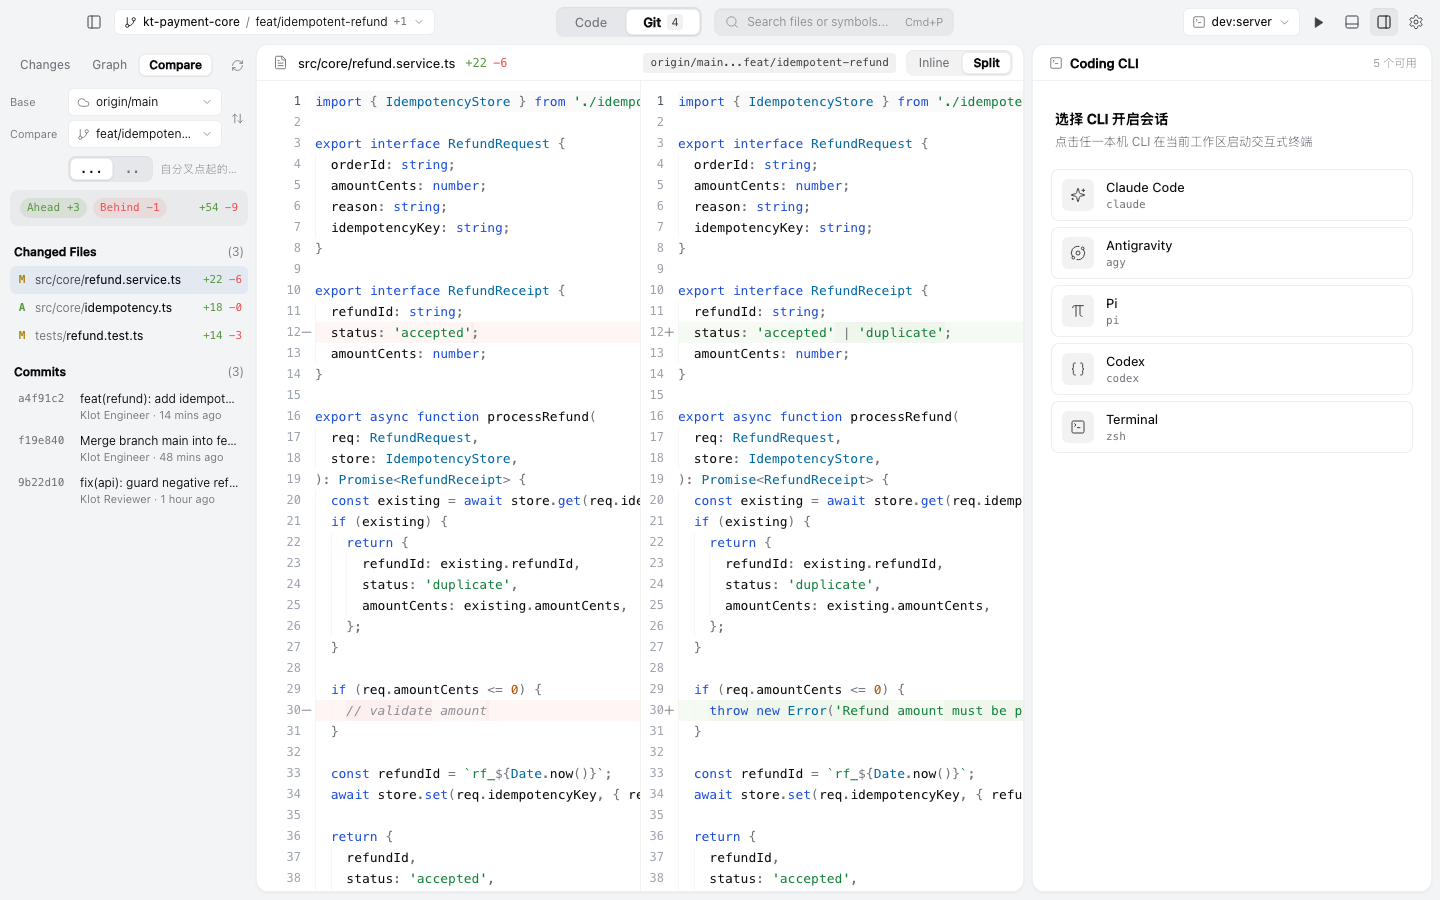 kt-payment-core / feat/idempotent-refund +1
Code
Git 4
Search files or symbols... Cmd+P
dev:server
Changes
Graph
Compare
Base
origin/main
Compare
feat/idempoten...
...
..
自分叉点起的...
Ahead +3
Behind −1
+54 −9
Changed Files (3)
M src/core/refund.service.ts +22 −6
A src/core/idempotency.ts +18 −0
M tests/refund.test.ts +14 −3
Commits (3)
a4f91c2 feat(refund): add idempot...
Klot Engineer · 14 mins ago
f19e840 Merge branch main into fe...
Klot Engineer · 48 mins ago
9b22d10 fix(api): guard negative ref...
Klot Reviewer · 1 hour ago
src/core/refund.service.ts +22 −6
origin/main...feat/idempotent-refund
Inline
Split
1 import { IdempotencyStore } from './idempo
2
3 export interface RefundRequest {
4 orderId: string;
5 amountCents: number;
6 reason: string;
7 idempotencyKey: string;
8 }
9
10 export interface RefundReceipt {
11 refundId: string;
12− status: 'accepted';
13 amountCents: number;
14 }
15
16 export async function processRefund(
17 req: RefundRequest,
18 store: IdempotencyStore,
19 ): Promise<RefundReceipt> {
20 const existing = await store.get(req.ide
21 if (existing) {
22 return {
23 refundId: existing.refundId,
24 status: 'duplicate',
25 amountCents: existing.amountCents,
26 };
27 }
28
29 if (req.amountCents <= 0) {
30− // validate amount
31 }
32
33 const refundId = `rf_${Date.now()}`;
34 await store.set(req.idempotencyKey, { re
35
36 return {
37 refundId,
38 status: 'accepted',
1 import { IdempotencyStore } from './idempote
2
3 export interface RefundRequest {
4 orderId: string;
5 amountCents: number;
6 reason: string;
7 idempotencyKey: string;
8 }
9
10 export interface RefundReceipt {
11 refundId: string;
12+ status: 'accepted' | 'duplicate';
13 amountCents: number;
14 }
15
16 export async function processRefund(
17 req: RefundRequest,
18 store: IdempotencyStore,
19 ): Promise<RefundReceipt> {
20 const existing = await store.get(req.idemp
21 if (existing) {
22 return {
23 refundId: existing.refundId,
24 status: 'duplicate',
25 amountCents: existing.amountCents,
26 };
27 }
28
29 if (req.amountCents <= 0) {
30+ throw new Error('Refund amount must be p
31 }
32
33 const refundId = `rf_${Date.now()}`;
34 await store.set(req.idempotencyKey, { refu
35
36 return {
37 refundId,
38 status: 'accepted',
Coding CLI
5 个可用
选择 CLI 开启会话
点击任一本机 CLI 在当前工作区启动交互式终端
Claude Code
claude
Antigravity
agy
Pi
pi
Codex
codex
Terminal
zsh